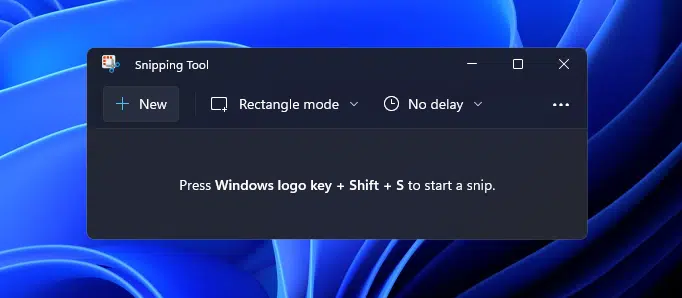 Snipping Tool
New Rectangle mode No delay
Press Windows logo key + Shift + S to start a snip.